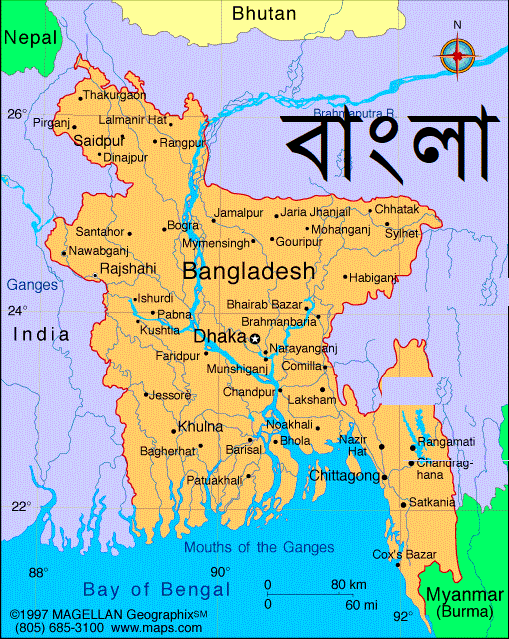 Bhutan
Nepal
N
Thakurgaon
26°
Lalmanir Hat
Brahmaputra R.
বাংলা
Pirganj
Saidpur
Rangpur
Dinajpur
Jamalpur
Jaria Jhanjail
Chhatak
Santahar
Bogra
Mohanganj
Sylhet
Mymensingh
Gouripur
Nawabganj
Rajshahi
Bangladesh
Habiganj
Ganges
Ishurdi
Bhairab Bazar
24°
Pabna
Brahmanbaria
India
Kushtia
Dhaka
Narayanganj
Faridpur
Munshiganj
Comilla
Jessore
Chandpur
Laksham
Khulna
Noakhali
Nazir
Hat
Rangamati
Bagherhat
Barisal
Bhola
Chandrag-
hana
Patuakhali
Chittagong
22°
Satkania
Mouths of the Ganges
Cox's Bazar
88°
90°
Bay of Bengal
0 80 km
0 60 mi
Myanmar
(Burma)
92°
©1997 MAGELLAN Geographix℠
(805) 685-3100 www.maps.com